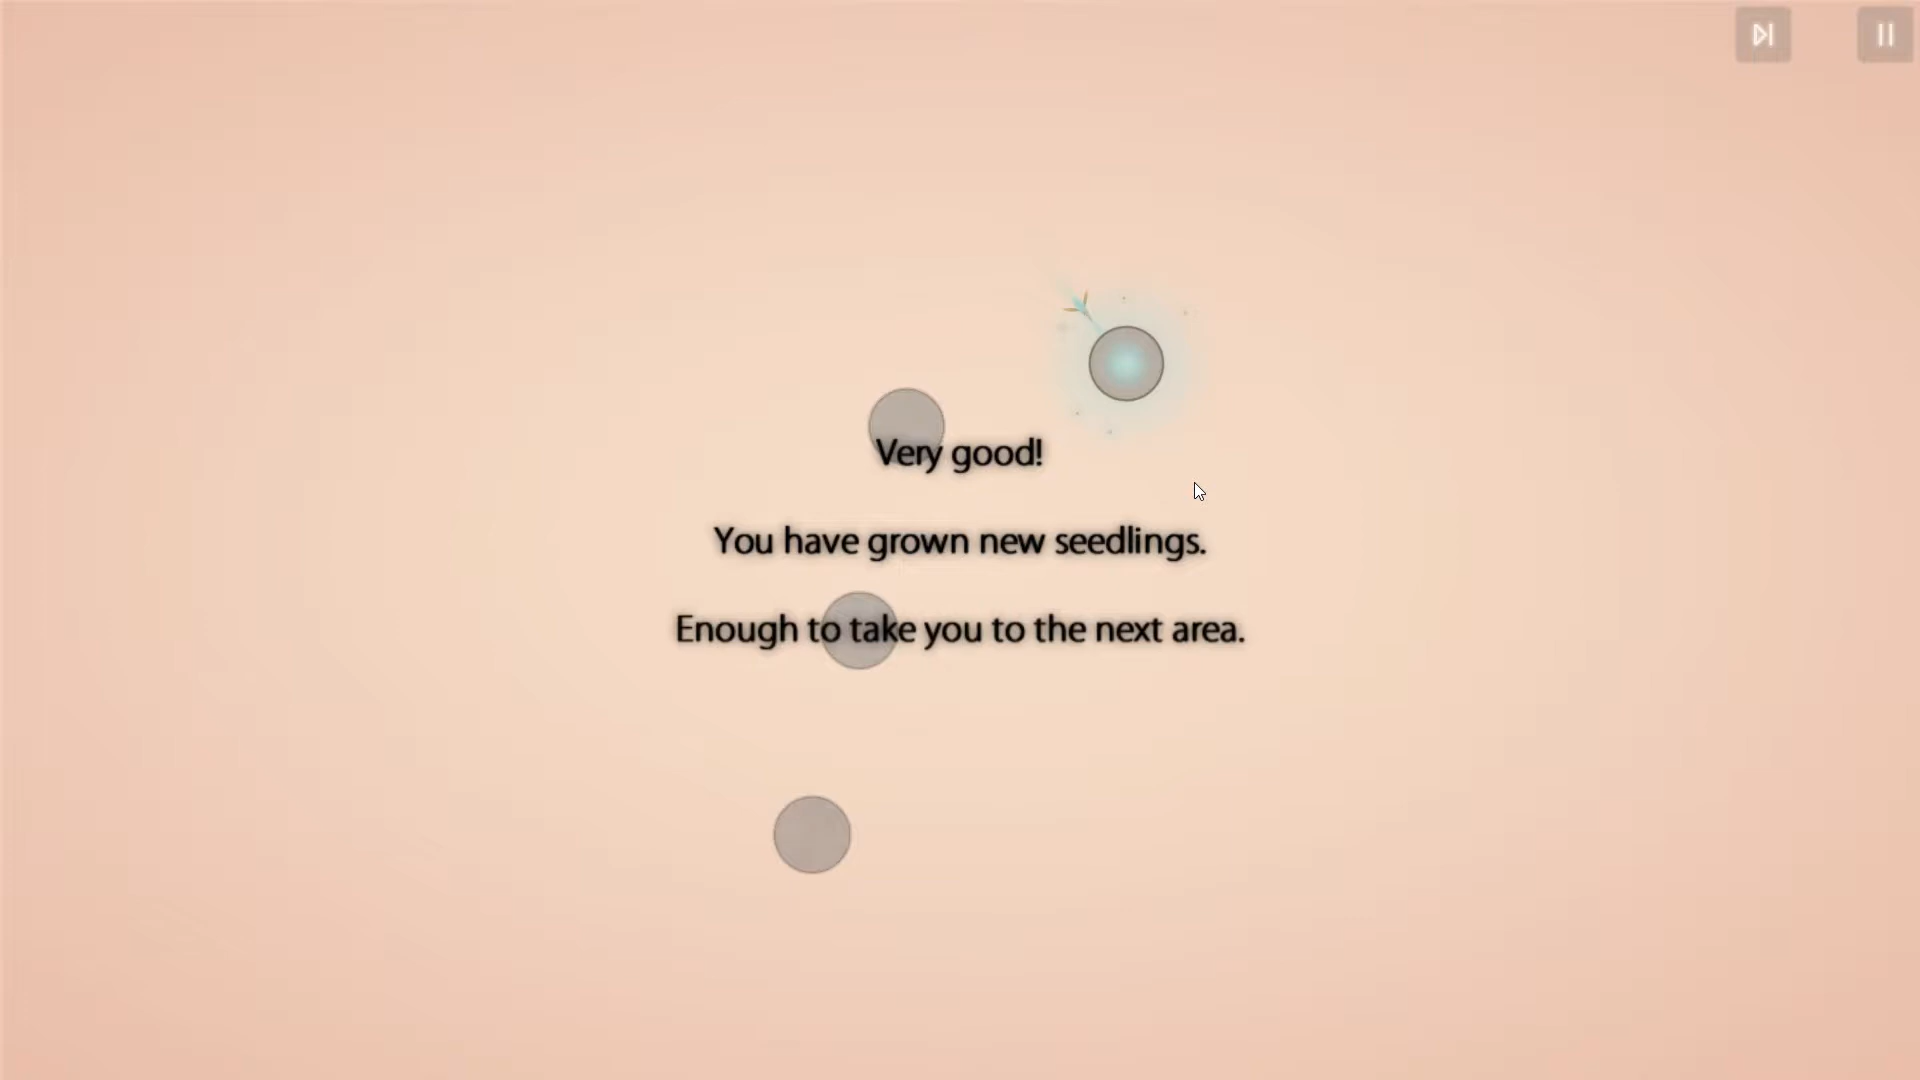 Very good!
You have grown new seedlings.
Enough to take you to the next area.